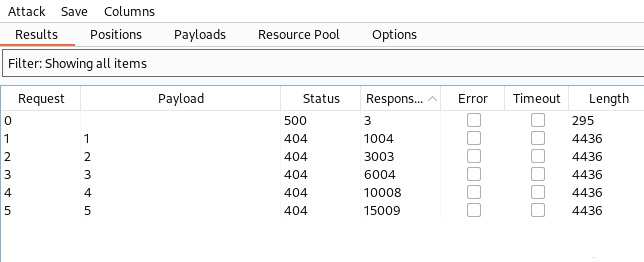 Attack Save Columns
Results Positions Payloads Resource Pool Options
Filter: Showing all items
Request Payload Status Respons... Error Timeout Length
0 500 3 295
1 1 404 1004 4436
2 2 404 3003 4436
3 3 404 6004 4436
4 4 404 10008 4436
5 5 404 15009 4436